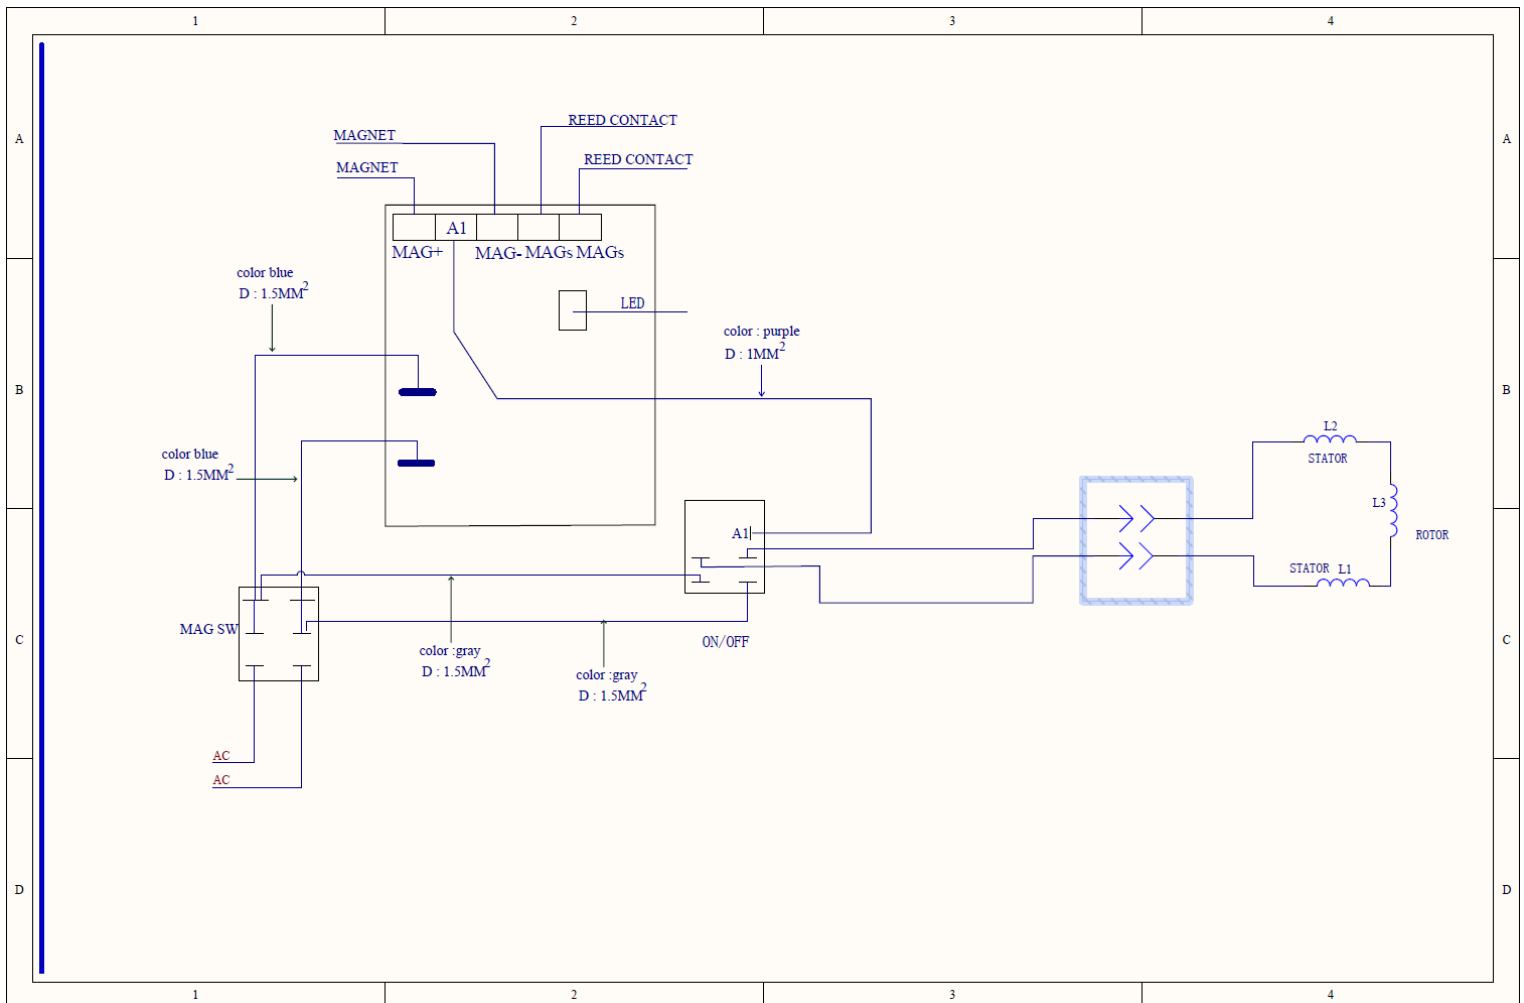 1 2 3 4
A A
REED CONTACT
MAGNET
REED CONTACT
MAGNET
A1
MAG+ MAG- MAGs MAGs
color blue
D : 1.5MM2
LED
color : purple
D : 1MM2
B B
L2
color blue
STATOR
D : 1.5MM2
L3
A1
ROTOR
STATOR L1
MAG SW
C C
ON/OFF
color :gray
D : 1.5MM2
color :gray
D : 1.5MM2
AC
AC
D D
1 2 3 4